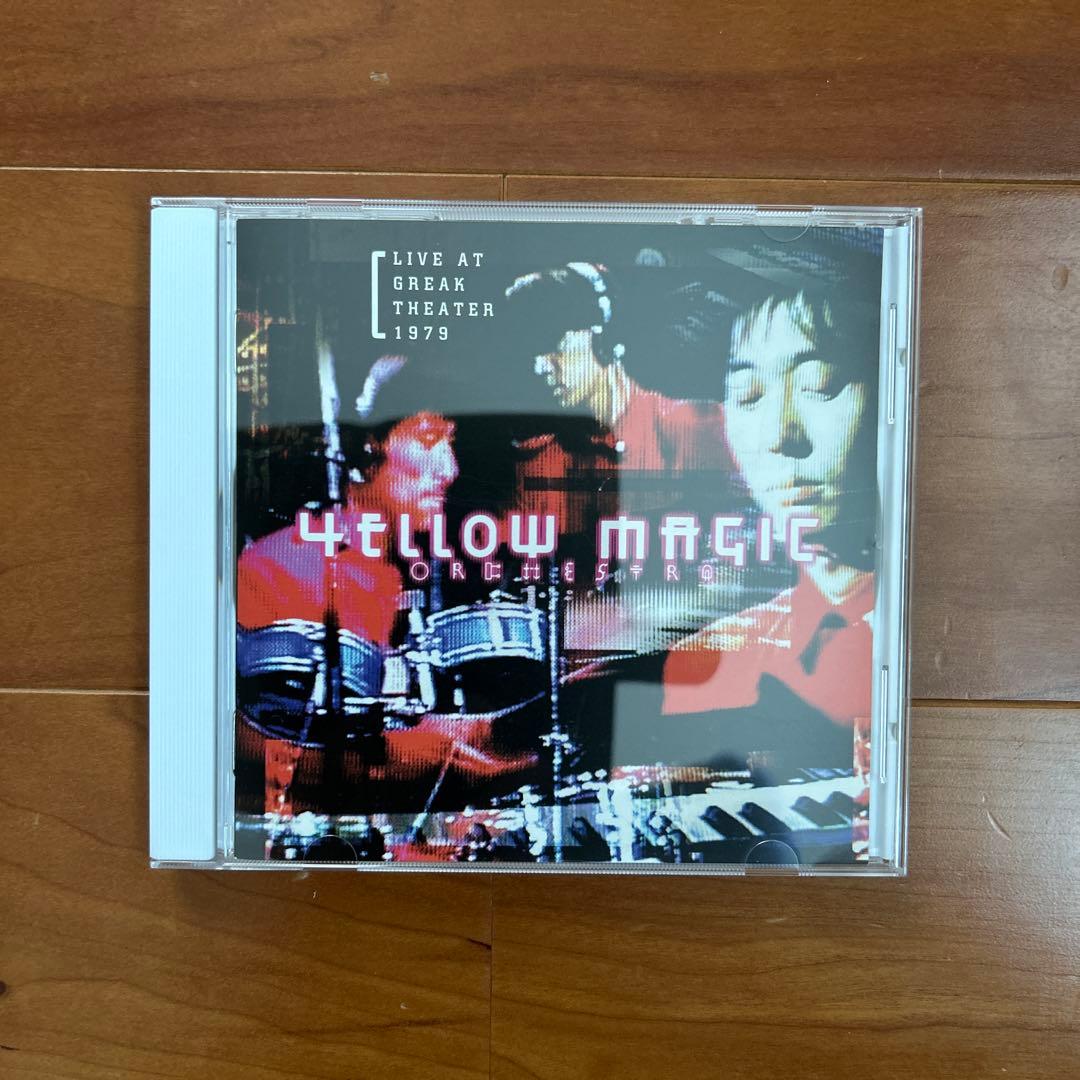 LIVE AT
GREAK
THEATER
1979
YELLOW MAGIC
ORCHESTRA